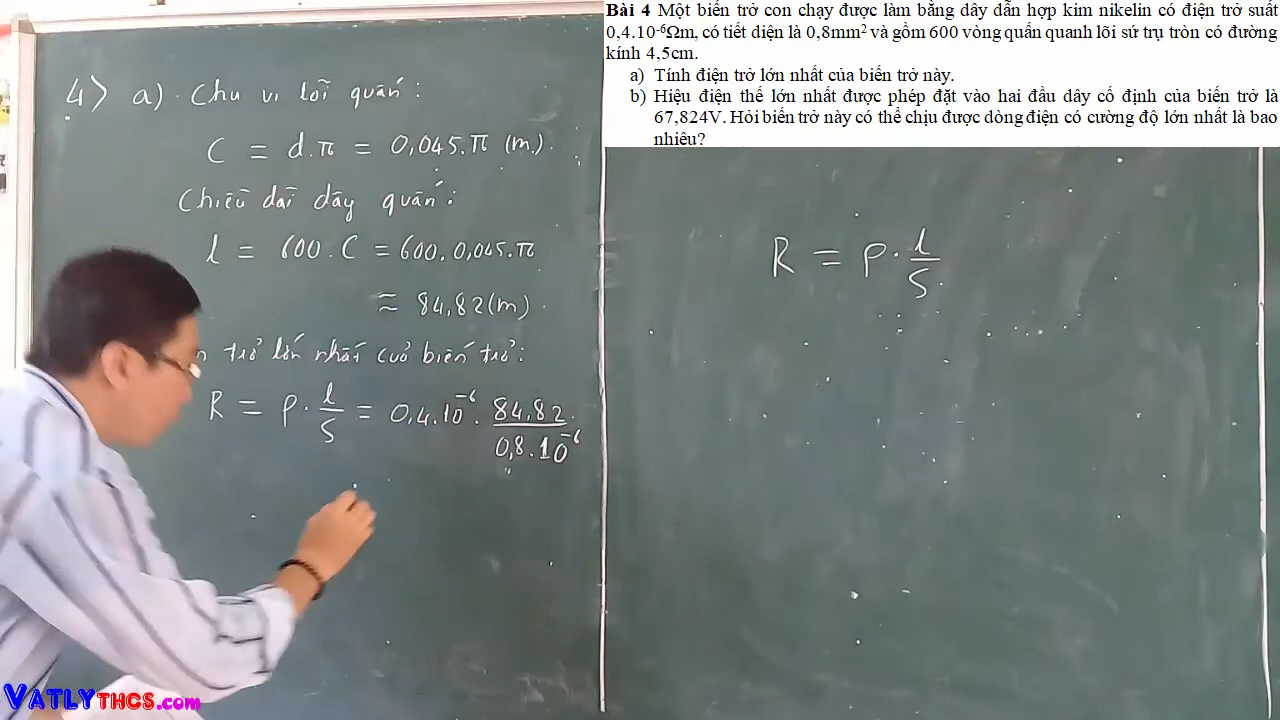 Bài 4 Một biến trở con chạy được làm bằng dây dẫn hợp kim nikelin có điện trở suất
0,4.10⁻⁶Ωm, có tiết diện là 0,8mm² và gồm 600 vòng quấn quanh lõi sứ trụ tròn có đường
kính 4,5cm.
a) Tính điện trở lớn nhất của biến trở này.
b) Hiệu điện thế lớn nhất được phép đặt vào hai đầu dây cố định của biến trở là
67,824V. Hỏi biến trở này có thể chịu được dòng điện có cường độ lớn nhất là bao
nhiêu?
4> a). Chu vi lõi quấn:
C = d.π = 0,045.π (m).
Chiều dài dây quấn:
l = 600.C = 600.0,045.π
≈ 84,82(m).
trở lớn nhất của biến trở:
R = ρ.l/S = 0,4.10⁻⁶.84,82/0,8.10⁻⁶
R = ρ.l/S
VATLYTHCS.com